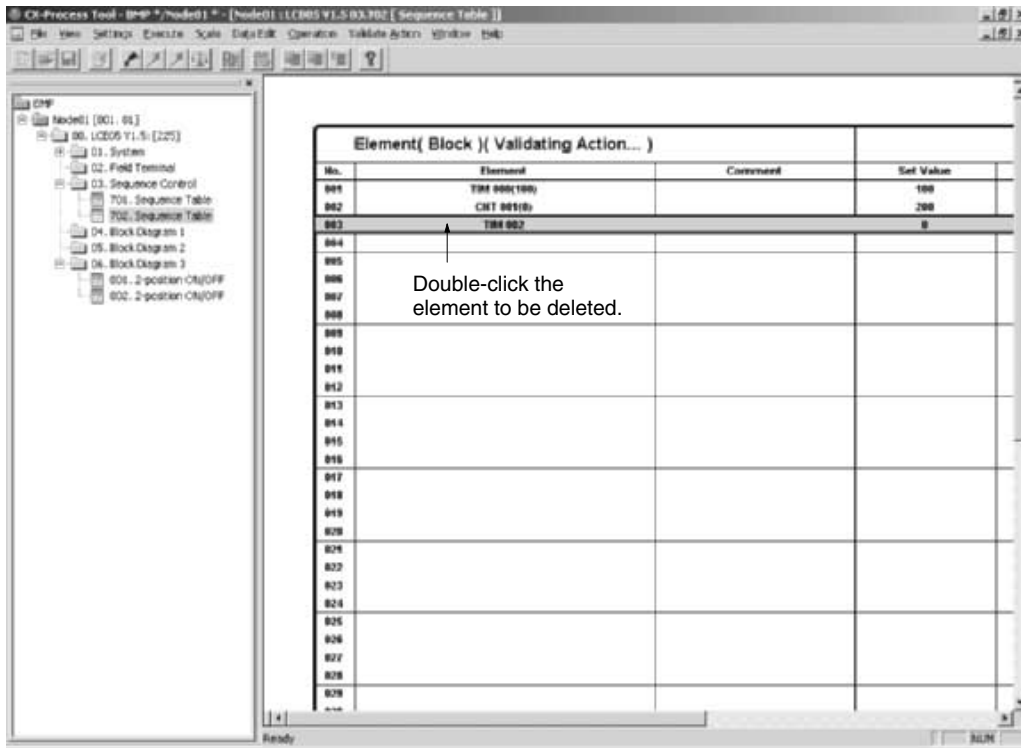 CX-Process Tool - BMP */Node01 * - [Node01 : LCB05 V1.5 03.702 [ Sequence Table ]]
File View Settings Execute Scale Data Edit Operation Validate Action Window Help
BMP
Node01 [001. 01]
00. LCB05 V1.5: [225]
01. System
02. Field Terminal
03. Sequence Control
701. Sequence Table
702. Sequence Table
04. Block Diagram 1
05. Block Diagram 2
06. Block Diagram 3
001. 2-position ON/OFF
002. 2-position ON/OFF
Element( Block )( Validating Action... )
No. Element Comment Set Value
001 TIM 000(100) 100
002 CNT 001(0) 200
003 TIM 002 0
004
005
006
007
008
Double-click the
element to be deleted.
009
010
011
012
013
014
015
016
017
018
019
020
021
022
023
024
025
026
027
028
029
Ready NUM